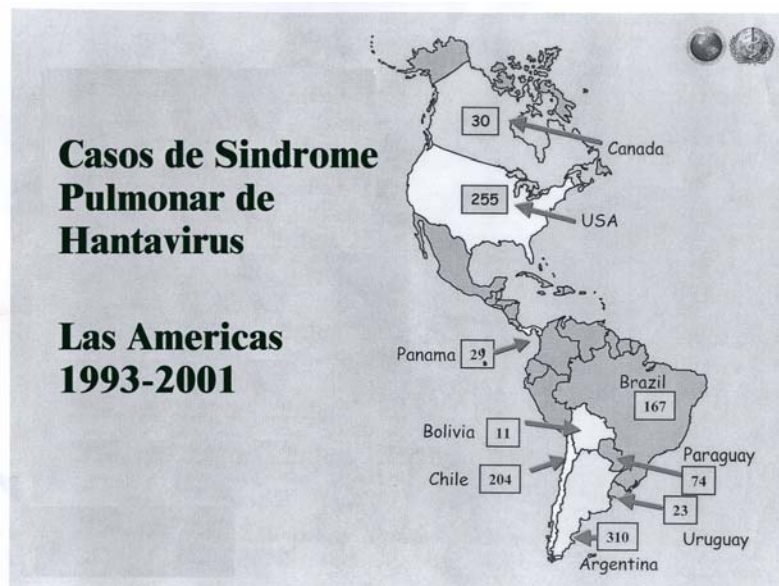 Casos de Sindrome
Pulmonar de
Hantavirus
Las Americas
1993-2001
30
Canada
255
USA
Panama 29
Brazil
167
Bolivia 11
Paraguay
74
Chile 204
23
Uruguay
310
Argentina